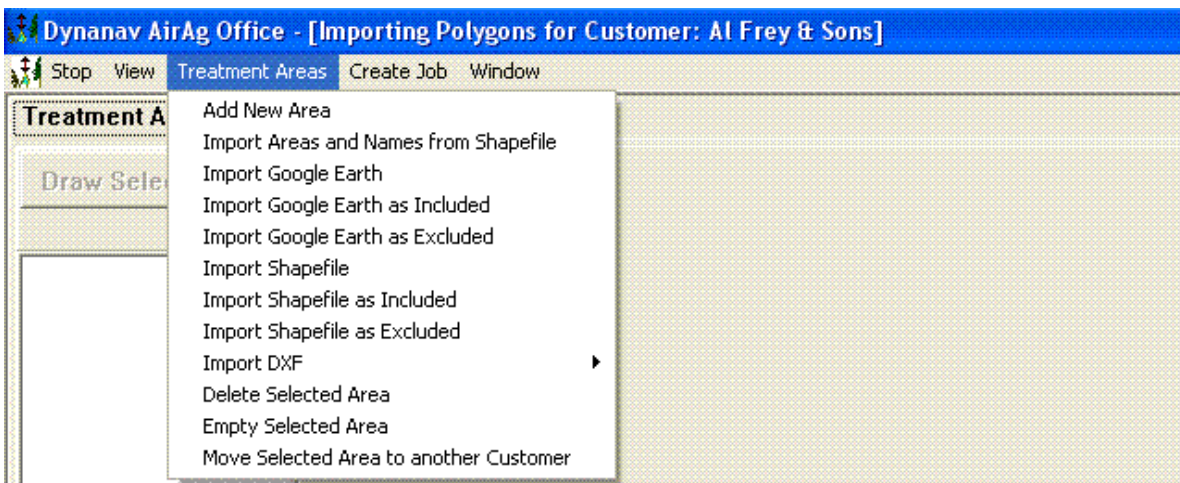 Dynanav AirAg Office - [Importing Polygons for Customer: Al Frey & Sons]
Stop View Treatment Areas Create Job Window
Treatment A
Draw Sele
Add New Area
Import Areas and Names from Shapefile
Import Google Earth
Import Google Earth as Included
Import Google Earth as Excluded
Import Shapefile
Import Shapefile as Included
Import Shapefile as Excluded
Import DXF
Delete Selected Area
Empty Selected Area
Move Selected Area to another Customer